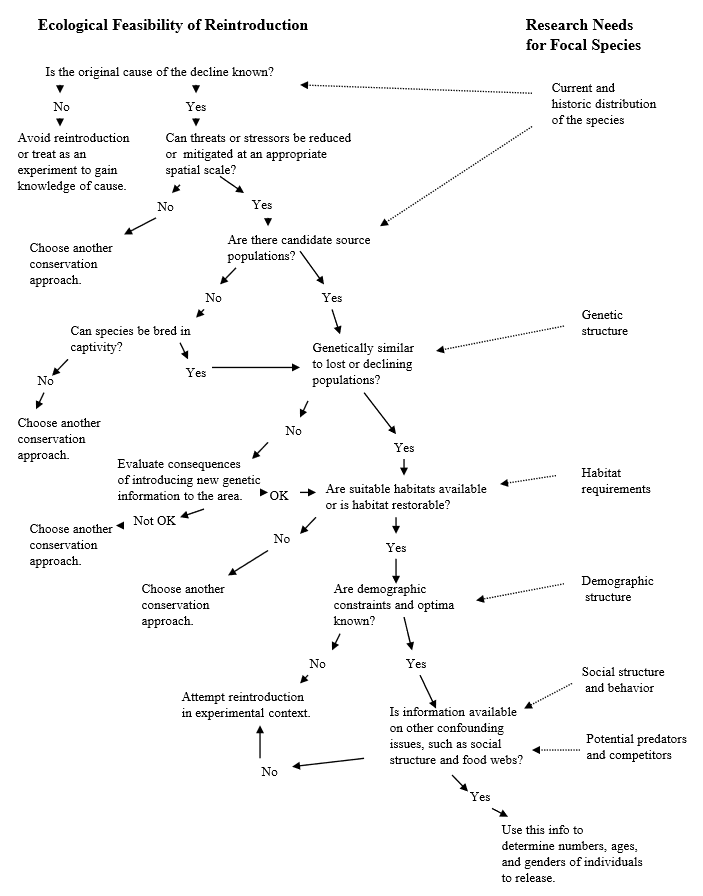 Ecological Feasibility of Reintroduction
Research Needs
for Focal Species
Is the original cause of the decline known?
Current and
historic distribution
of the species
No
Yes
Avoid reintroduction
or treat as an
experiment to gain
knowledge of cause.
Can threats or stressors be reduced
or mitigated at an appropriate
spatial scale?
No
Yes
Choose another
conservation
approach.
Are there candidate source
populations?
No
Yes
Genetic
structure
Can species be bred in
captivity?
Genetically similar
to lost or declining
populations?
No
Yes
Choose another
conservation
approach.
No
Yes
Evaluate consequences
of introducing new genetic
information to the area.
OK
Are suitable habitats available
or is habitat restorable?
Habitat
requirements
Not OK
Choose another
conservation
approach.
No
Yes
Choose another
conservation
approach.
Are demographic
constraints and optima
known?
Demographic
structure
No
Yes
Social structure
and behavior
Attempt reintroduction
in experimental context.
Is information available
on other confounding
issues, such as social
structure and food webs?
Potential predators
and competitors
No
Yes
Use this info to
determine numbers, ages,
and genders of individuals
to release.